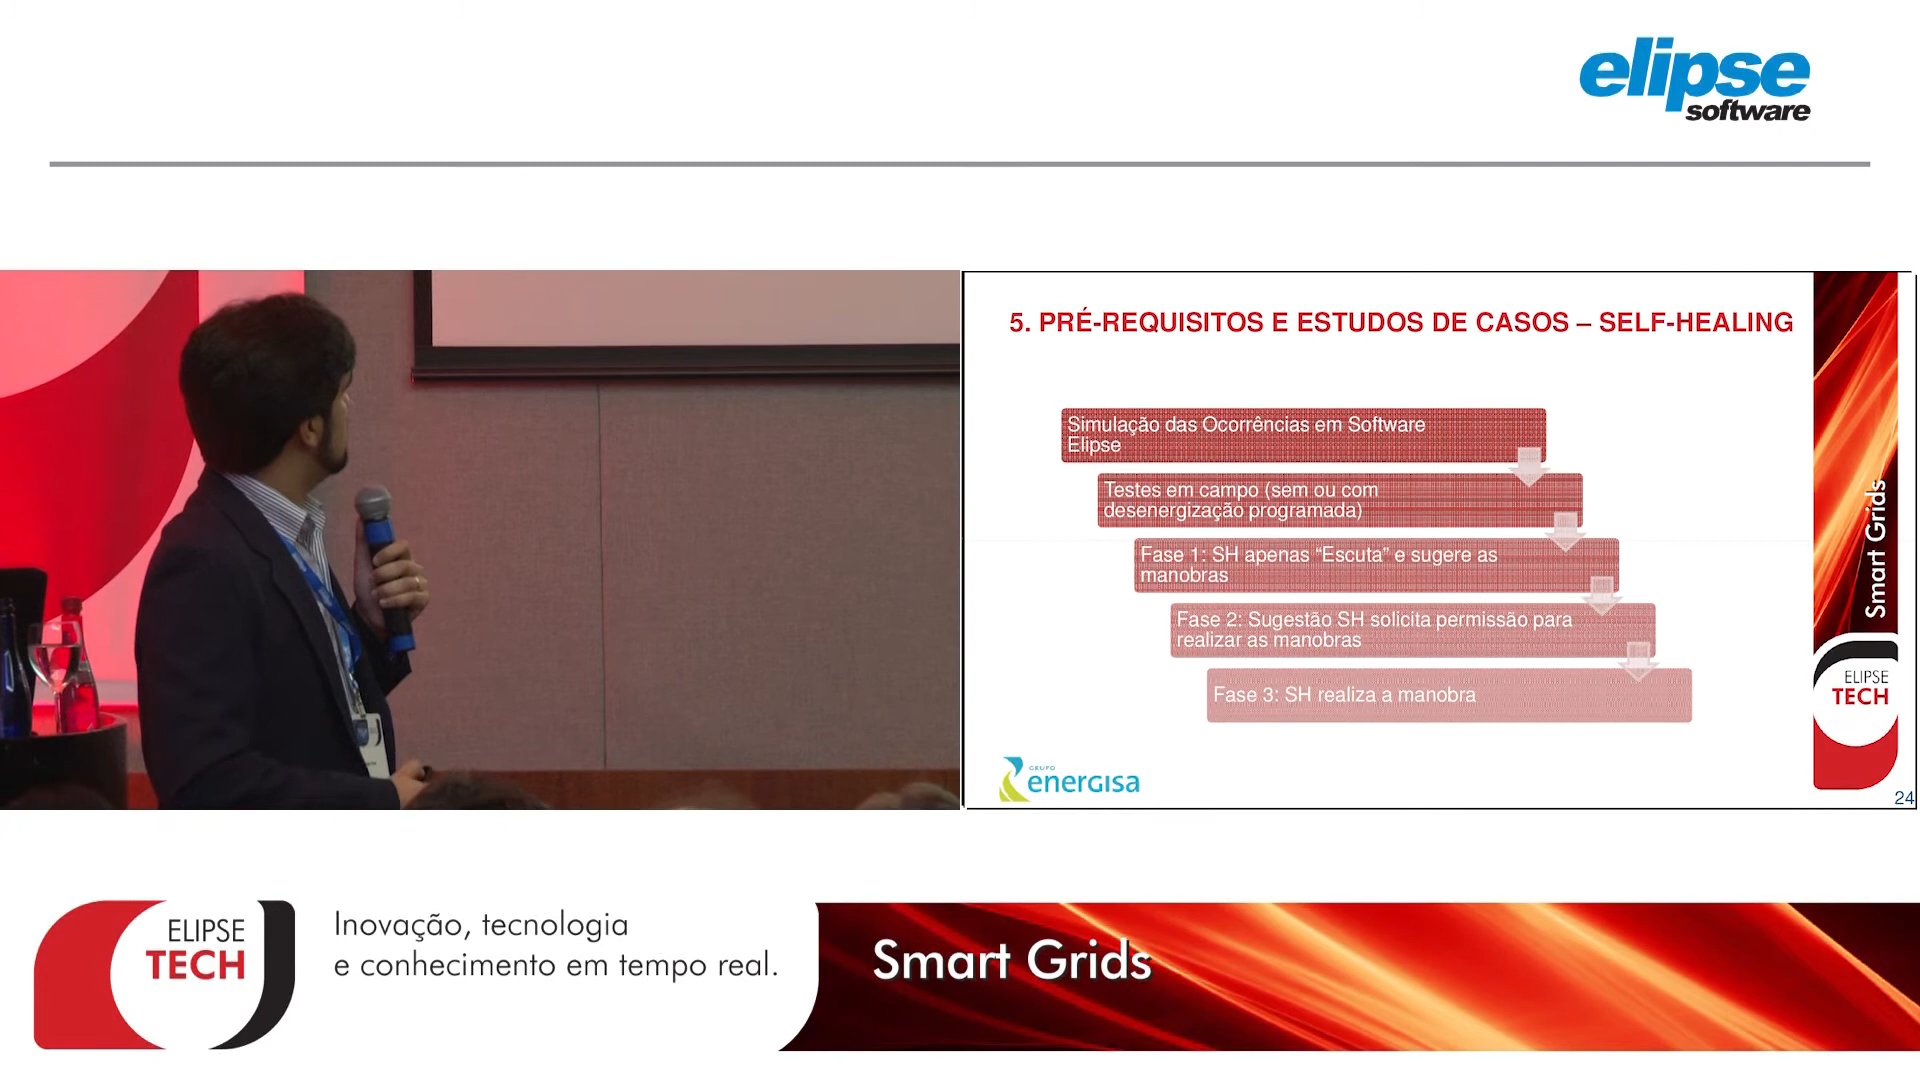 elipse
software
5. PRÉ-REQUISITOS E ESTUDOS DE CASOS – SELF-HEALING
Simulação das Ocorrências em Software
Elipse
Testes em campo (sem ou com
desenergização programada)
Fase 1: SH apenas “Escuta” e sugere as
manobras
Fase 2: Sugestão SH solicita permissão para
realizar as manobras
Fase 3: SH realiza a manobra
Smart Grids
ELIPSE
TECH
GRUPO
energisa
24
ELIPSE
TECH
Inovação, tecnologia
e conhecimento em tempo real.
Smart Grids